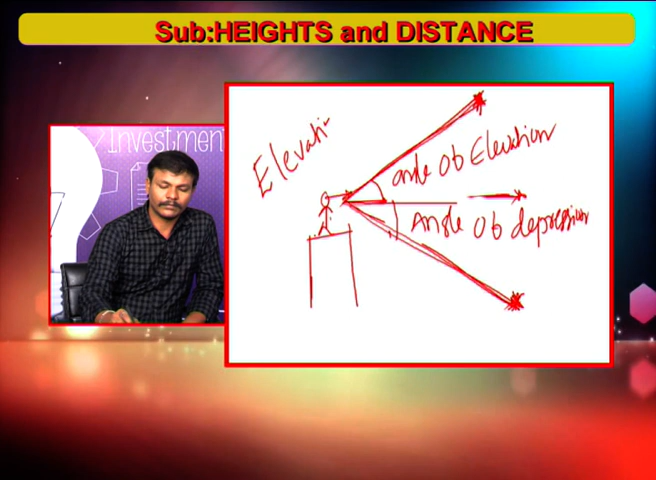 Sub:HEIGHTS and DISTANCE
Investment
Elevati
angle Of Elevation
Angle Of depression